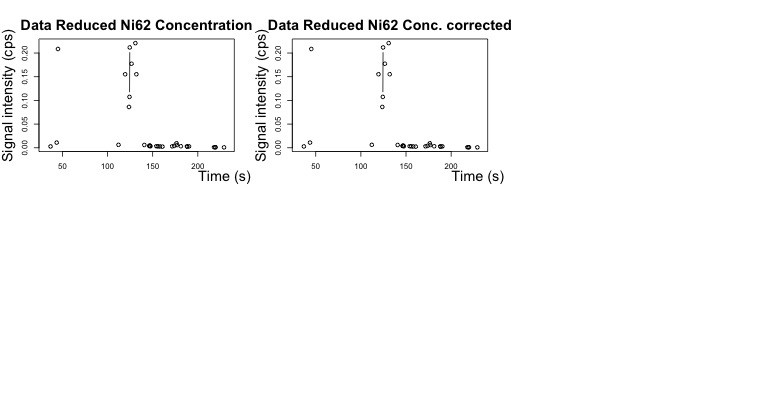 Data Reduced Ni62 Concentration
Signal intensity (cps)
0.20
0.15
0.10
0.05
0.00
50 100 150 200
Time (s)
Data Reduced Ni62 Conc. corrected
Signal intensity (cps)
0.20
0.15
0.10
0.05
0.00
50 100 150 200
Time (s)